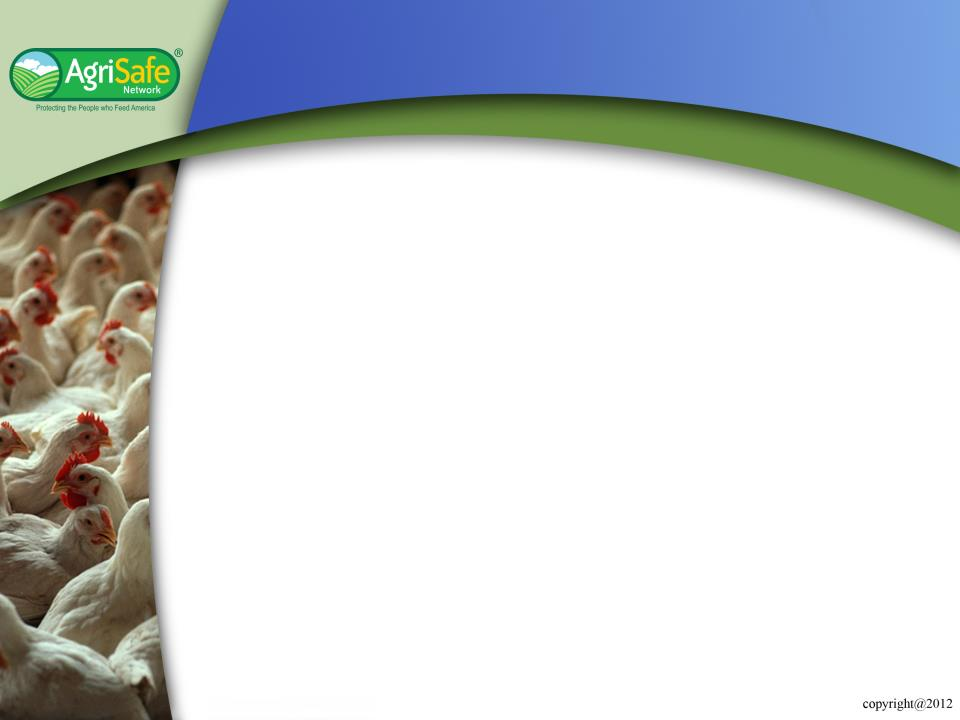 AgriSafe
Network
®
Protecting the People who Feed America
copyright@2012